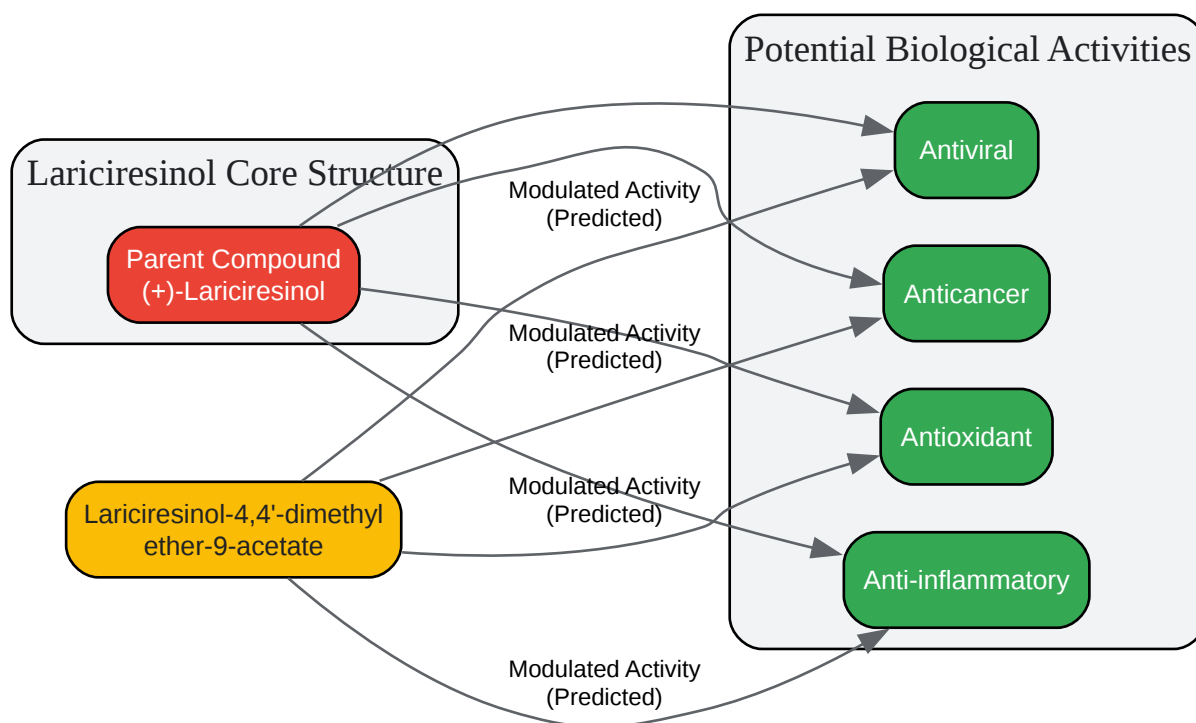 Potential Biological Activities
Antiviral
Lariciresinol Core Structure
Modulated Activity
(Predicted)
Parent Compound
(+)-Lariciresinol
Anticancer
Modulated Activity
(Predicted)
Antioxidant
Modulated Activity
(Predicted)
Lariciresinol-4,4'-dimethyl
ether-9-acetate
Anti-inflammatory
Modulated Activity
(Predicted)